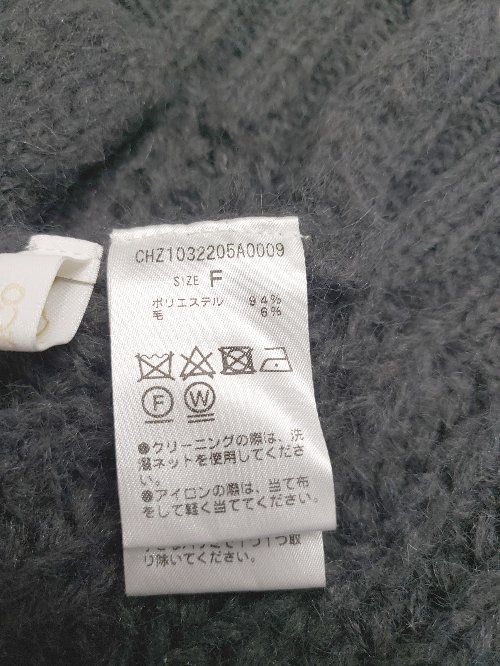 CHZ1032205A0009
SIZE F
ポリエステル 94%
毛 6%
F W
●クリーニングの際は、洗
濯ネットを使用してくださ
い。
●アイロンの際は、当て布
をして軽く当ててください。
り除いてください。